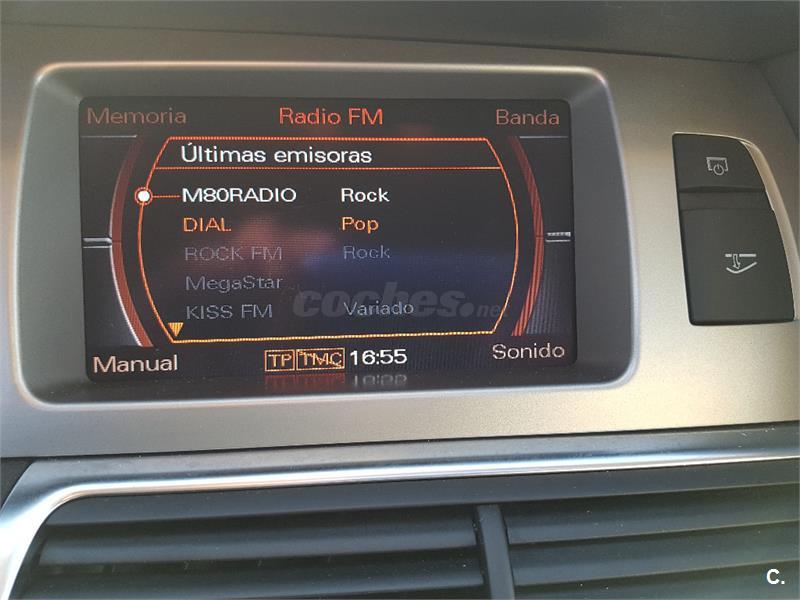 Memoria Radio FM Banda
Últimas emisoras
M80RADIO Rock
DIAL Pop
ROCK FM Rock
MegaStar
KISS FM Variado
coches.net
Manual TP TMC 16:55 Sonido
C.